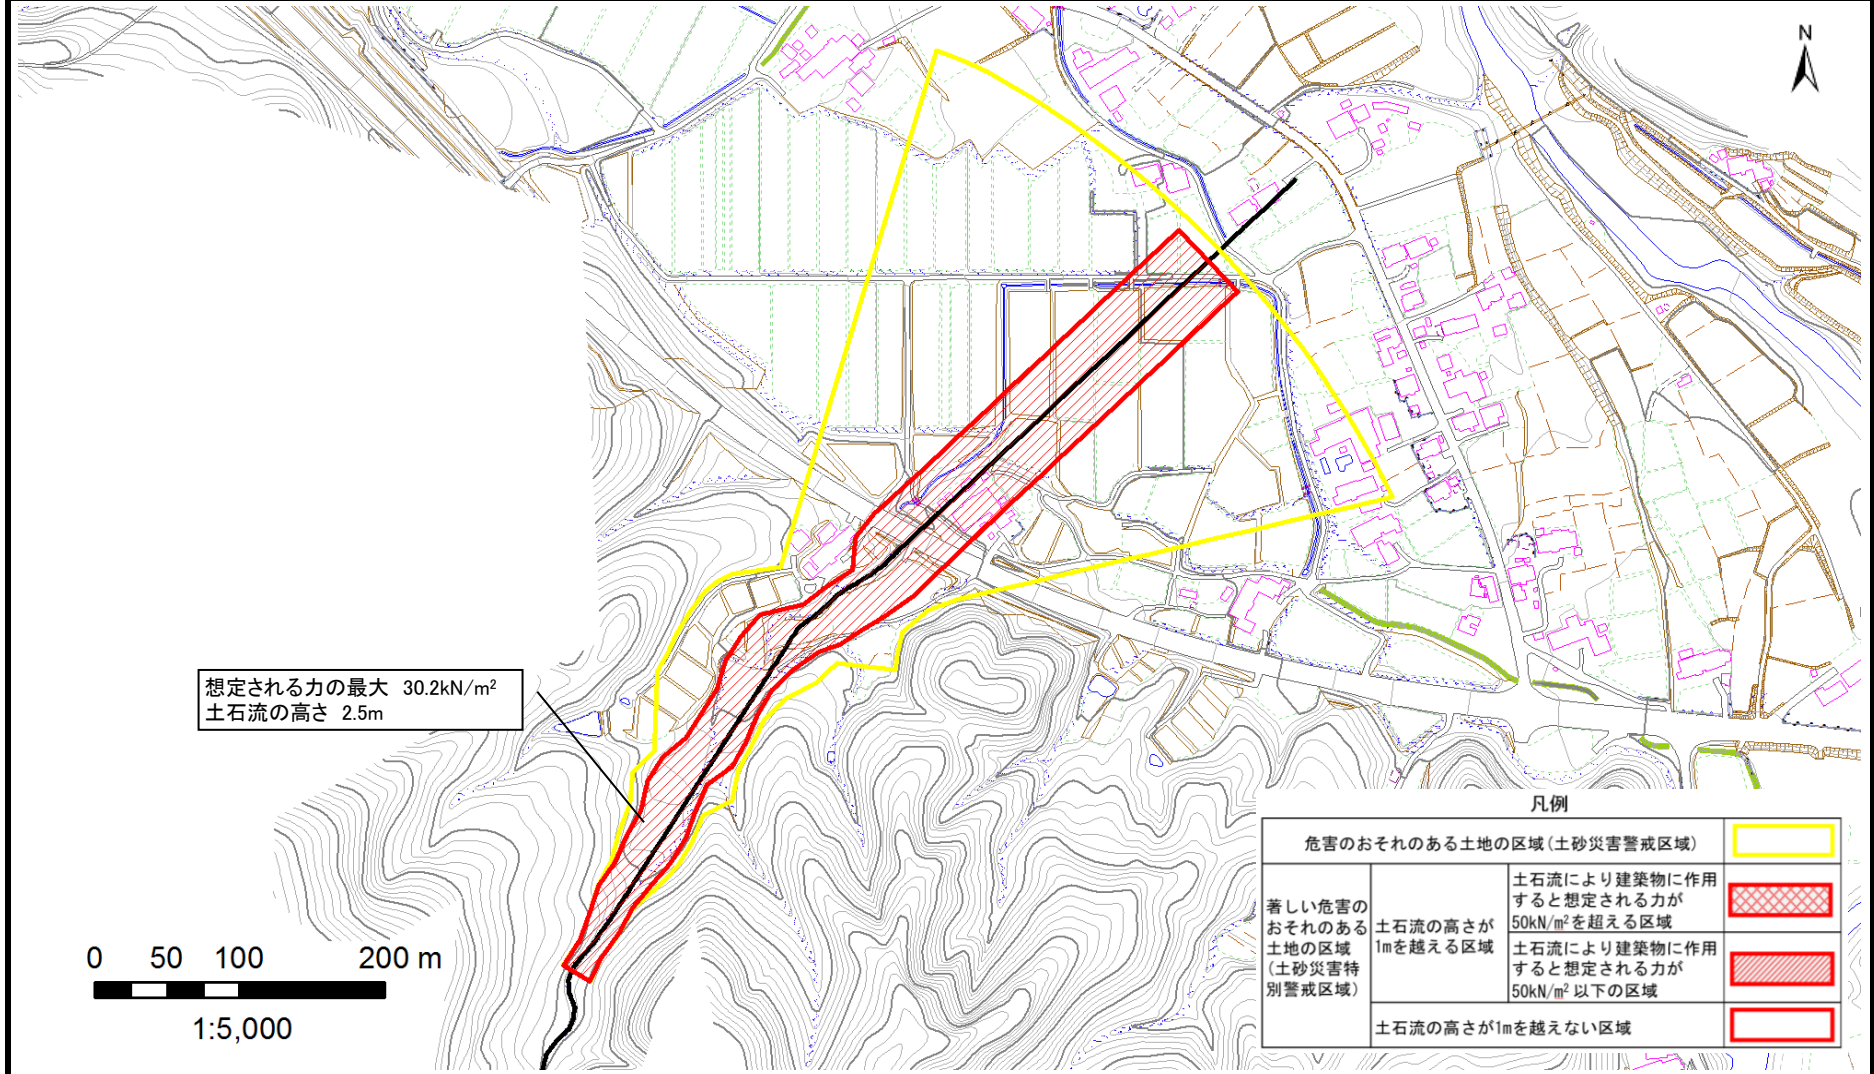 N
想定される力の最大 30.2kN/m²
土石流の高さ 2.5m
0 50 100 200 m
1:5,000
凡例
危害のおそれのある土地の区域(土砂災害警戒区域)
著しい危害の
おそれのある
土地の区域
(土砂災害特
別警戒区域)
土石流の高さが
1mを越える区域
土石流により建築物に作用
すると想定される力が
50kN/m²を超える区域
土石流により建築物に作用
すると想定される力が
50kN/m² 以下の区域
土石流の高さが1mを越えない区域